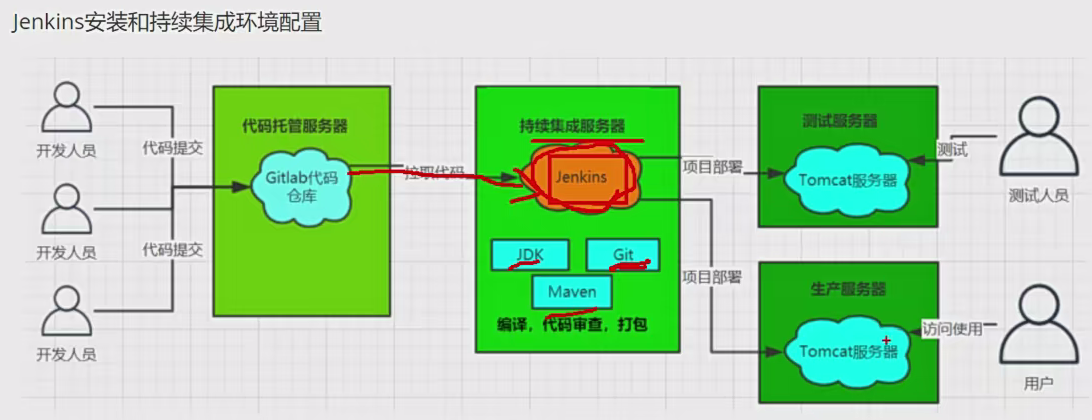 Jenkins安装和持续集成环境配置
开发人员
开发人员
开发人员
代码提交
代码提交
代码托管服务器
Gitlab代码
仓库
拉取代码
持续集成服务器
Jenkins
JDK
Git
Maven
编译，代码审查，打包
项目部署
项目部署
测试服务器
Tomcat服务器
生产服务器
Tomcat服务器
测试
测试人员
访问使用
用户